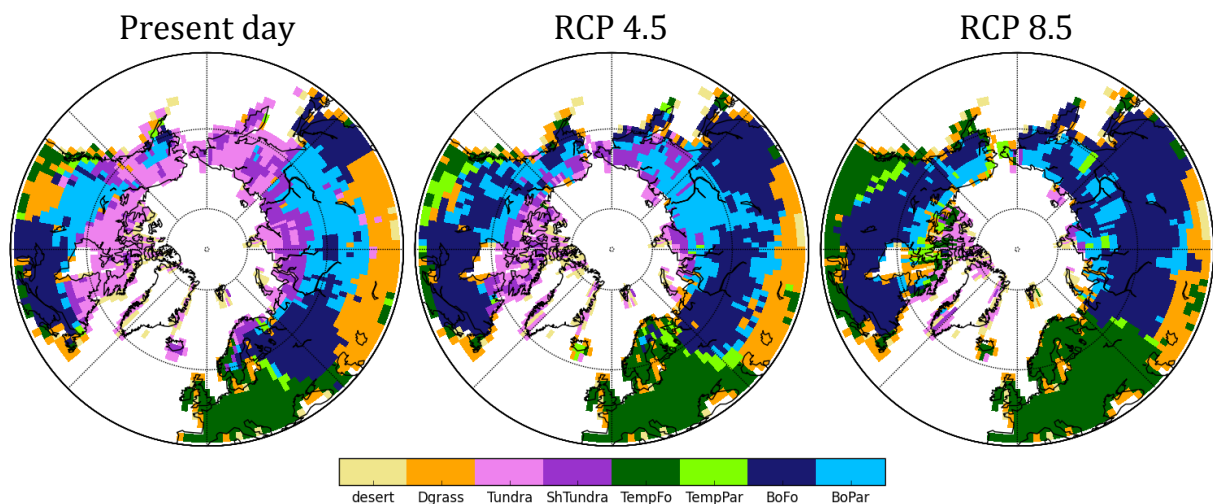 Present day RCP 4.5 RCP 8.5
desert Dgrass Tundra ShTundra TempFo TempPar BoFo BoPar